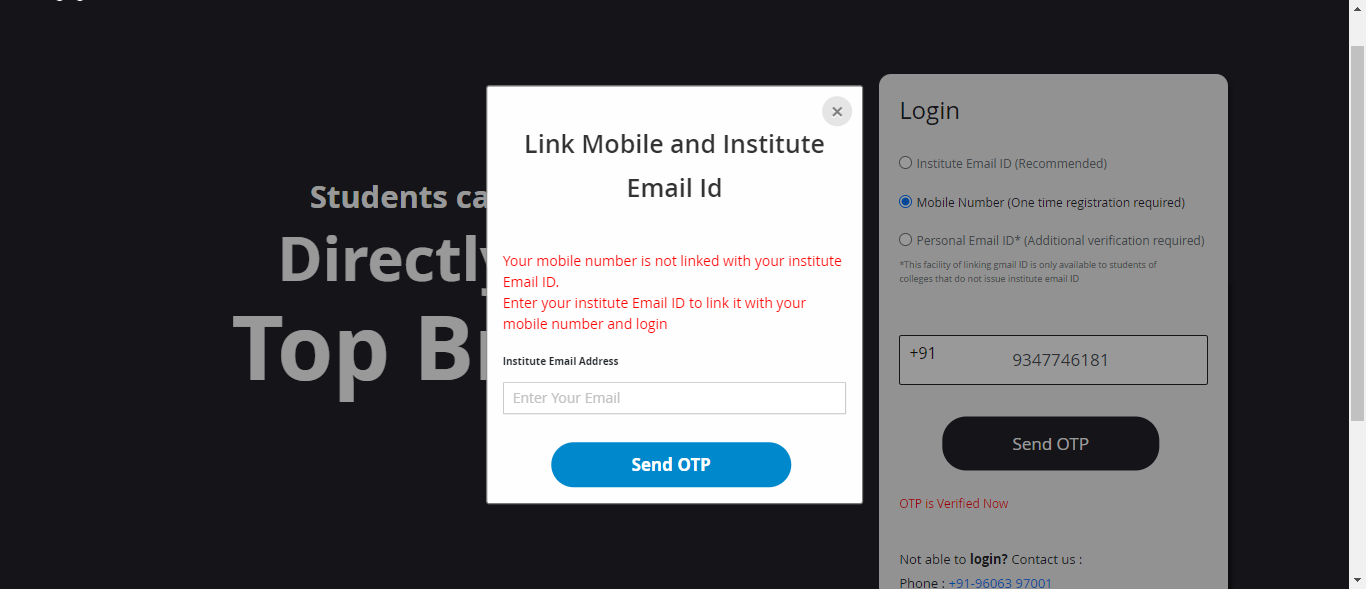 Students ca
Directly
Top B
×
Link Mobile and Institute
Email Id
Your mobile number is not linked with your institute
Email ID.
Enter your institute Email ID to link it with your
mobile number and login
Institute Email Address
Enter Your Email
Send OTP
Login
Institute Email ID (Recommended)
Mobile Number (One time registration required)
Personal Email ID* (Additional verification required)
*This facility of linking gmail ID is only available to students of
colleges that do not issue institute email ID
+91 9347746181
Send OTP
OTP is Verified Now
Not able to login? Contact us :
Phone : +91-96063 97001